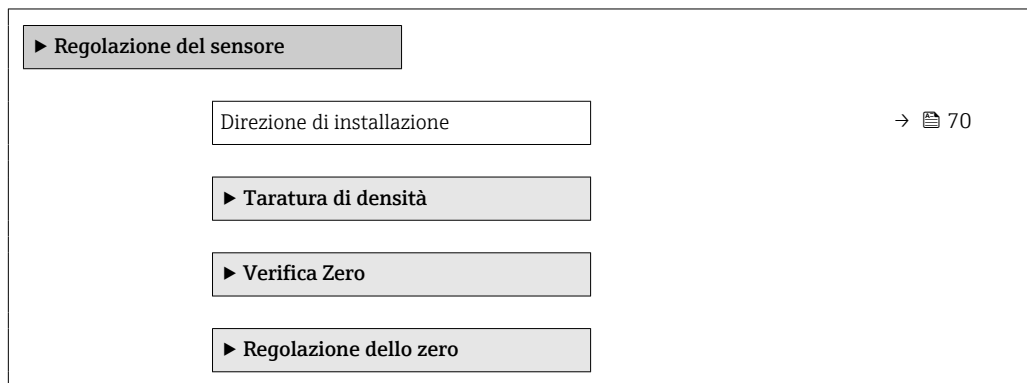 ▶ Regolazione del sensore
Direzione di installazione → 70
▶ Taratura di densità
▶ Verifica Zero
▶ Regolazione dello zero